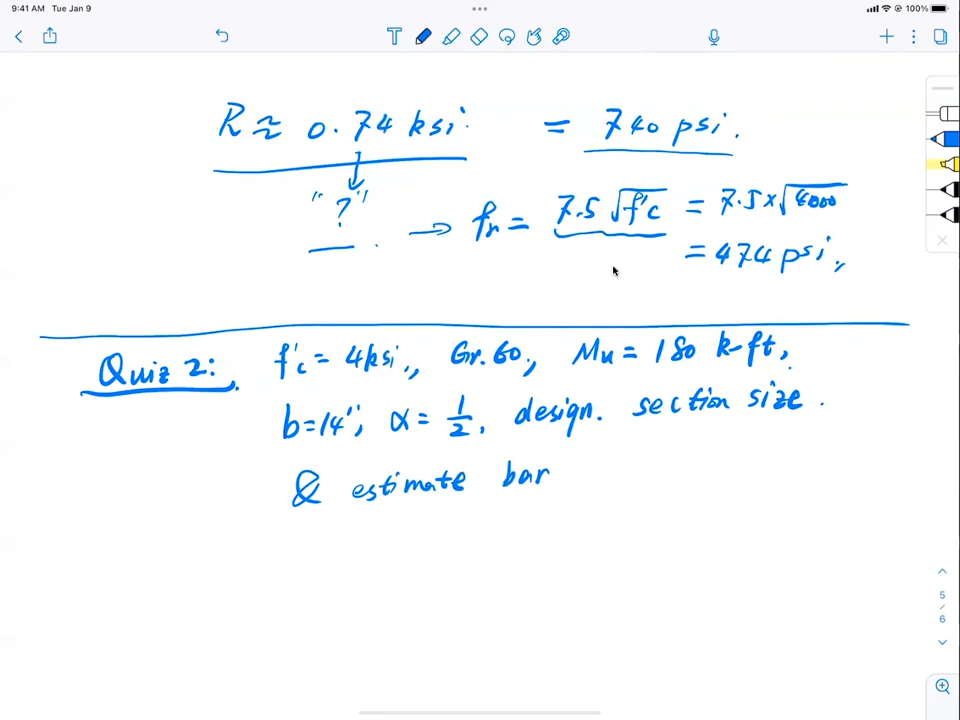 9:41 AM Tue Jan 9
100%
R ≈ 0.74 ksi. = 740 psi.
"?" → fr = 7.5 √f'c = 7.5 × √4000
= 474 psi,,
Quiz 2: f'c = 4ksi,, Gr. 60,, Mu = 180 k-ft,
b = 14", α = 1/2, design. section size.
& estimate bar
5
/
6